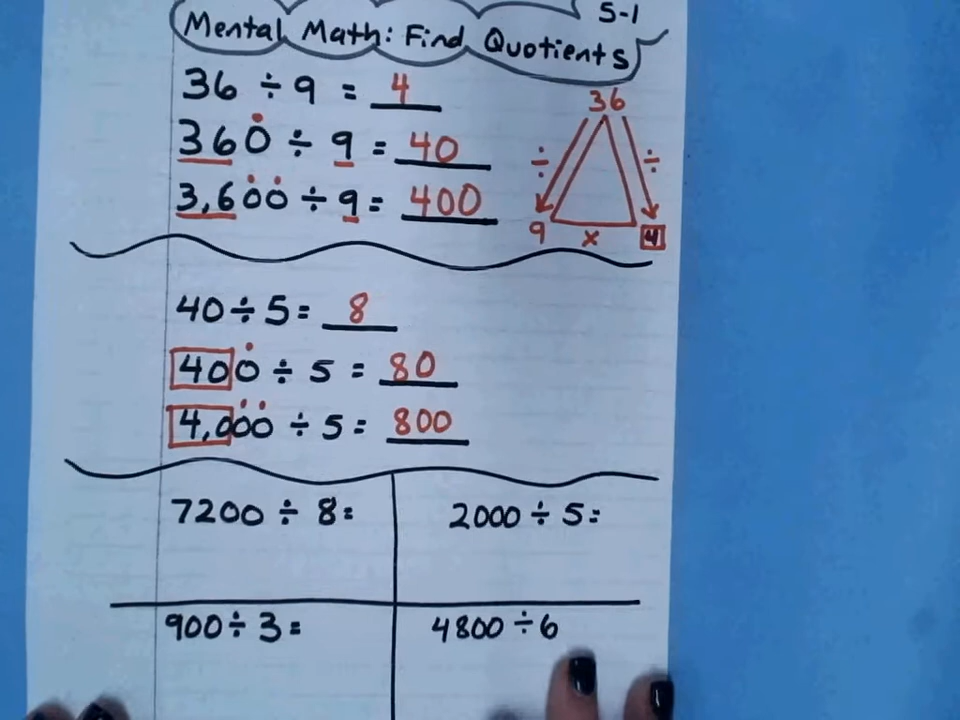 5-1
Mental Math: Find Quotients
36 ÷ 9 = 4
360 ÷ 9 = 40
3,600 ÷ 9 = 400
36
÷ ÷
9 x 4
40 ÷ 5 = 8
400 ÷ 5 = 80
4,000 ÷ 5 = 800
7200 ÷ 8 =
2000 ÷ 5 =
900 ÷ 3 =
4800 ÷ 6